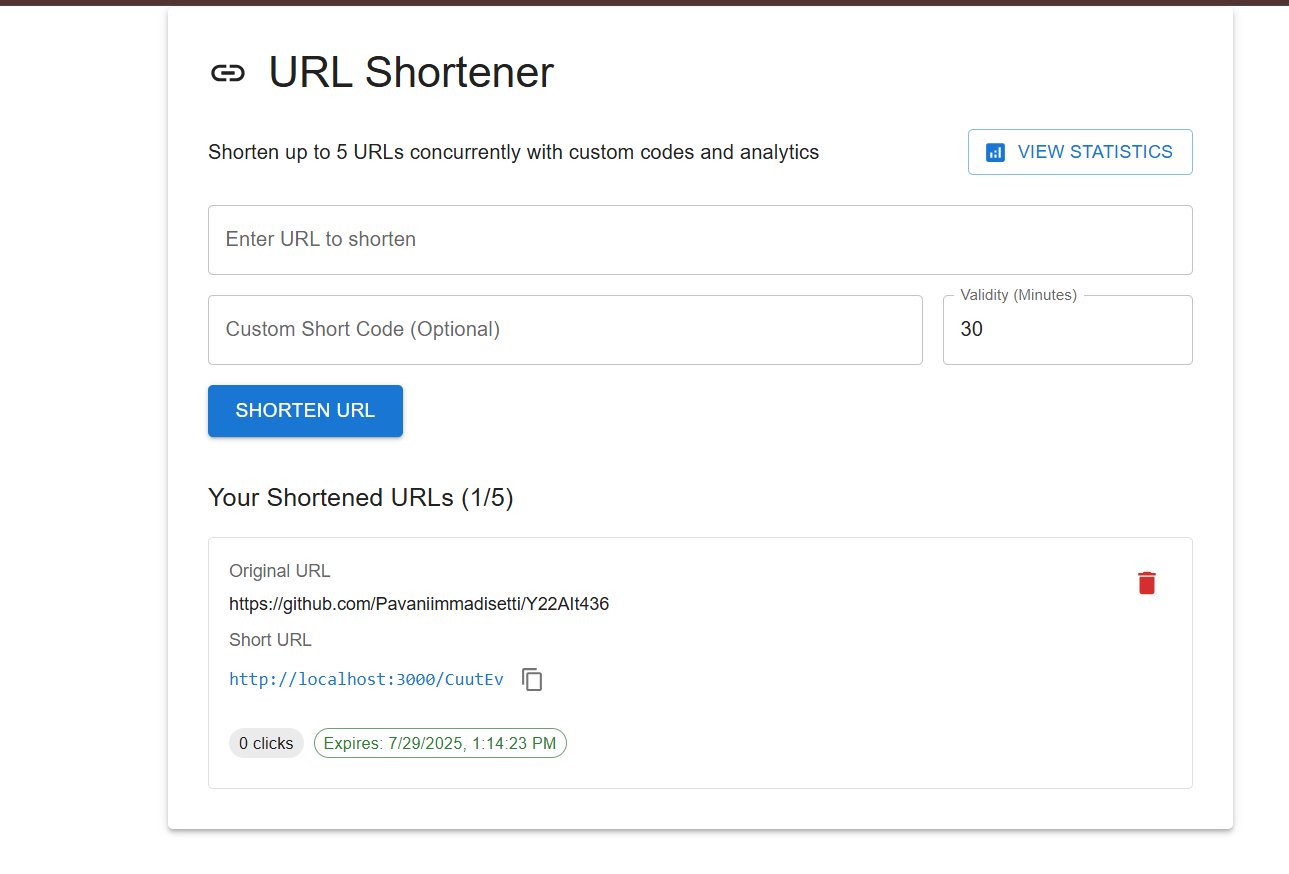 URL Shortener
Shorten up to 5 URLs concurrently with custom codes and analytics
VIEW STATISTICS
Enter URL to shorten
Custom Short Code (Optional)
Validity (Minutes)
30
SHORTEN URL
Your Shortened URLs (1/5)
Original URL
https://github.com/Pavaniimmadisetti/Y22AIt436
Short URL
http://localhost:3000/CuutEv
0 clicks
Expires: 7/29/2025, 1:14:23 PM